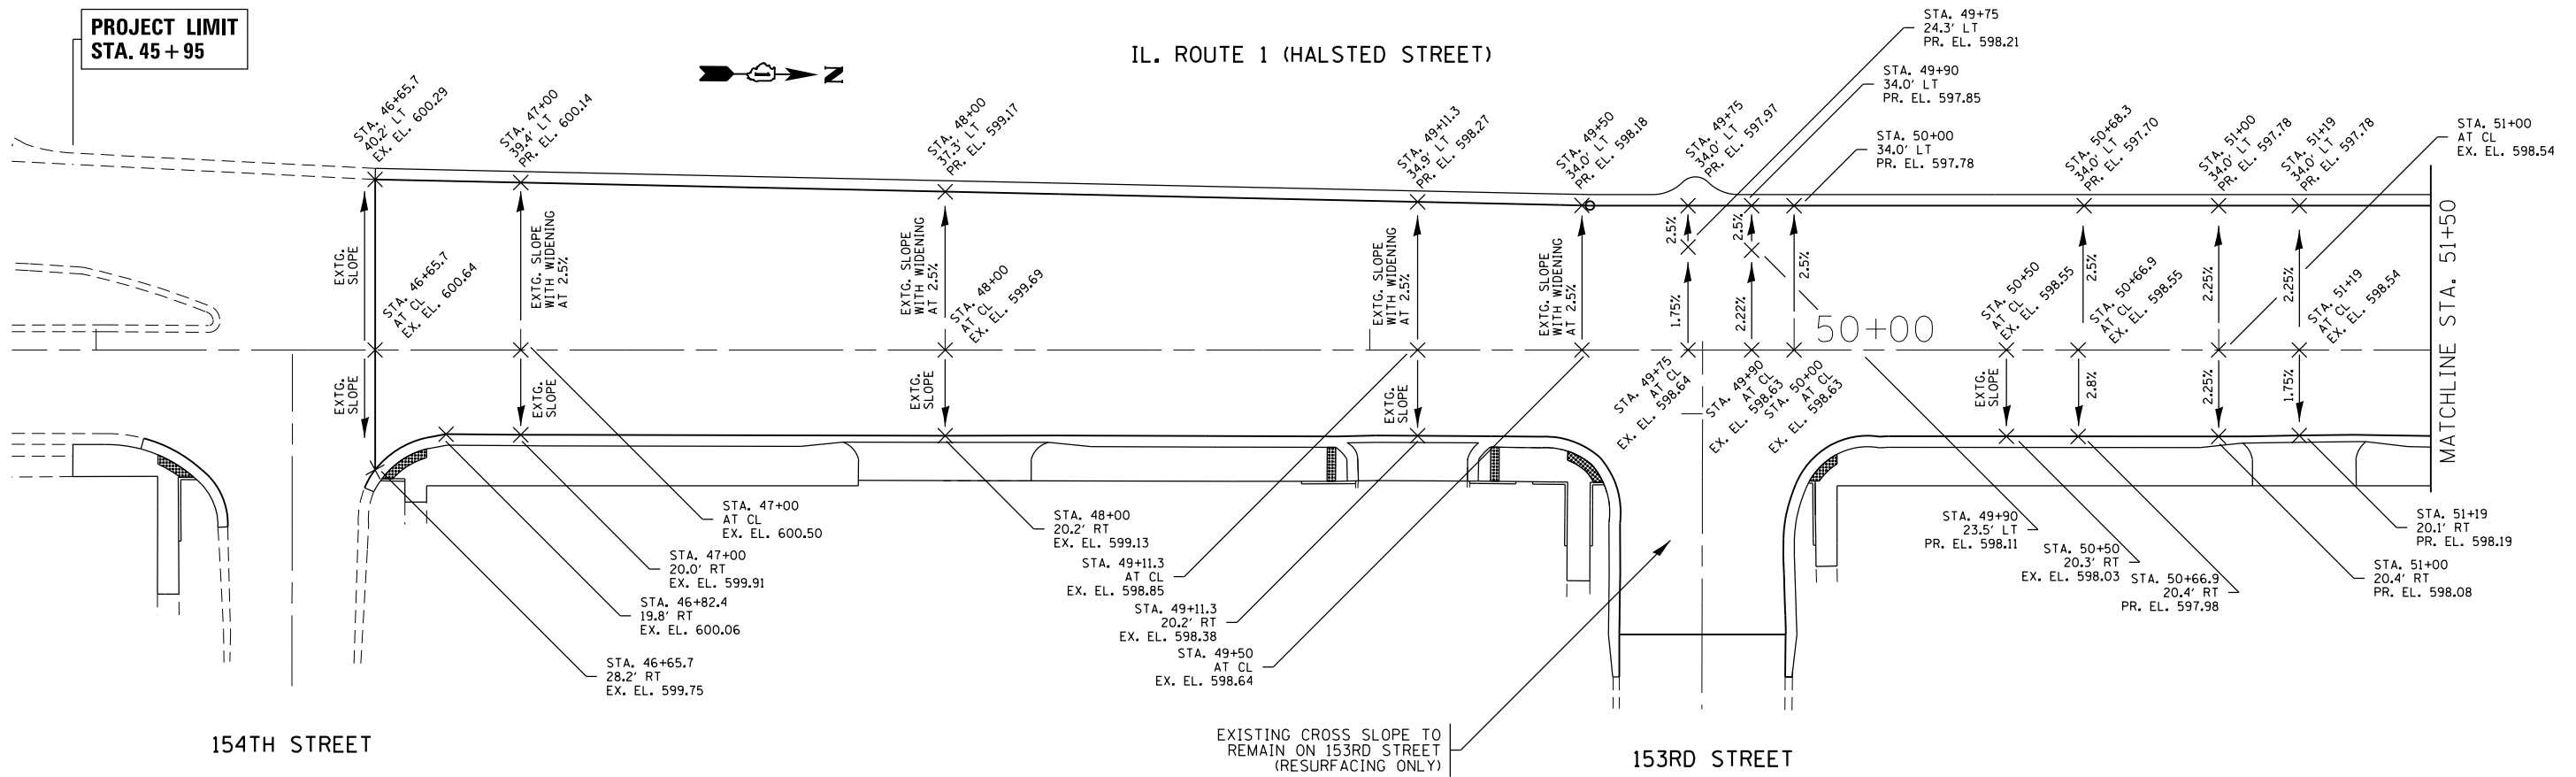 PROJECT LIMIT
STA. 45+95
IL. ROUTE 1 (HALSTED STREET)
N
STA. 46+65.7
40.2' LT
EX. EL. 600.29
STA. 47+00
39.4' LT
PR. EL. 600.14
STA. 48+00
37.3' LT
PR. EL. 599.17
STA. 49+11.3
34.9' LT
PR. EL. 598.27
STA. 49+50
34.0' LT
PR. EL. 598.18
STA. 49+75
34.0' LT
PR. EL. 597.97
STA. 49+75
24.3' LT
PR. EL. 598.21
STA. 49+90
34.0' LT
PR. EL. 597.85
STA. 50+00
34.0' LT
PR. EL. 597.78
STA. 50+68.3
34.0' LT
PR. EL. 597.70
STA. 51+00
34.0' LT
PR. EL. 597.78
STA. 51+19
34.0' LT
PR. EL. 597.78
STA. 51+00
AT CL
EX. EL. 598.54
EXTG.
SLOPE
EXTG. SLOPE
WITH WIDENING
AT 2.5%
EXTG. SLOPE
WITH WIDENING
AT 2.5%
EXTG. SLOPE
WITH WIDENING
AT 2.5%
EXTG. SLOPE
WITH WIDENING
AT 2.5%
2.5%
1.75%
2.5%
2.22%
2.5%
2.5%
2.25%
2.25%
STA. 46+65.7
AT CL
EX. EL. 600.64
STA. 48+00
AT CL
EX. EL. 599.69
50+00
STA. 50+50
AT CL
EX. EL. 598.55
STA. 50+66.9
AT CL
EX. EL. 598.55
STA. 51+19
AT CL
EX. EL. 598.54
MATCHLINE STA. 51+50
EXTG.
SLOPE
EXTG.
SLOPE
EXTG.
SLOPE
EXTG.
SLOPE
STA. 49+75
AT CL
EX. EL. 598.64
STA. 49+90
AT CL
EX. EL. 598.63
STA. 50+00
AT CL
EX. EL. 598.63
EXTG.
SLOPE
2.8%
2.25%
1.75%
STA. 47+00
AT CL
EX. EL. 600.50
STA. 47+00
20.0' RT
EX. EL. 599.91
STA. 46+82.4
19.8' RT
EX. EL. 600.06
STA. 46+65.7
28.2' RT
EX. EL. 599.75
STA. 48+00
20.2' RT
EX. EL. 599.13
STA. 49+11.3
AT CL
EX. EL. 598.85
STA. 49+11.3
20.2' RT
EX. EL. 598.38
STA. 49+50
AT CL
EX. EL. 598.64
STA. 49+90
23.5' LT
PR. EL. 598.11
STA. 50+50
20.3' RT
EX. EL. 598.03
STA. 50+66.9
20.4' RT
PR. EL. 597.98
STA. 51+19
20.1' RT
PR. EL. 598.19
STA. 51+00
20.4' RT
PR. EL. 598.08
154TH STREET
EXISTING CROSS SLOPE TO
REMAIN ON 153RD STREET
(RESURFACING ONLY)
153RD STREET